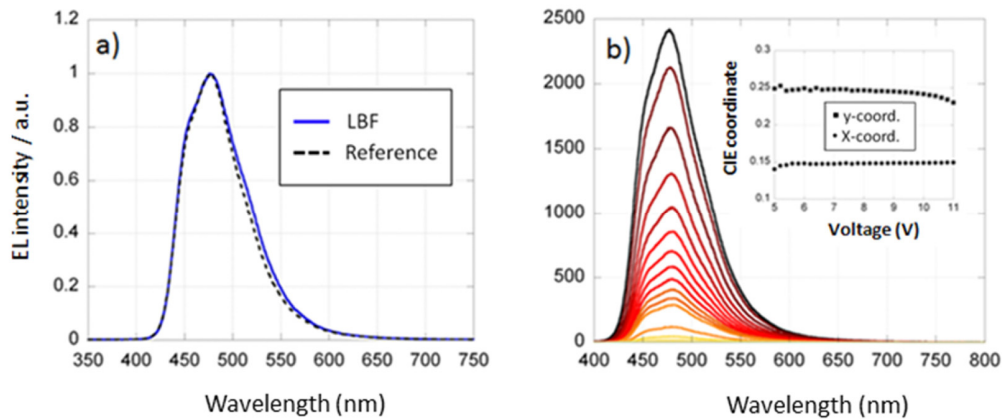 a)
EL intensity / a.u.
1.2
1
0.8
0.6
0.4
0.2
0
350 400 450 500 550 600 650 700 750
Wavelength (nm)
LBF
Reference
b)
2500
2000
1500
1000
500
0
400 450 500 550 600 650 700 750 800
Wavelength (nm)
CIE coordinate
0.3
0.25
0.2
0.15
0.1
5 6 7 8 9 10 11
Voltage (V)
y-coord.
X-coord.